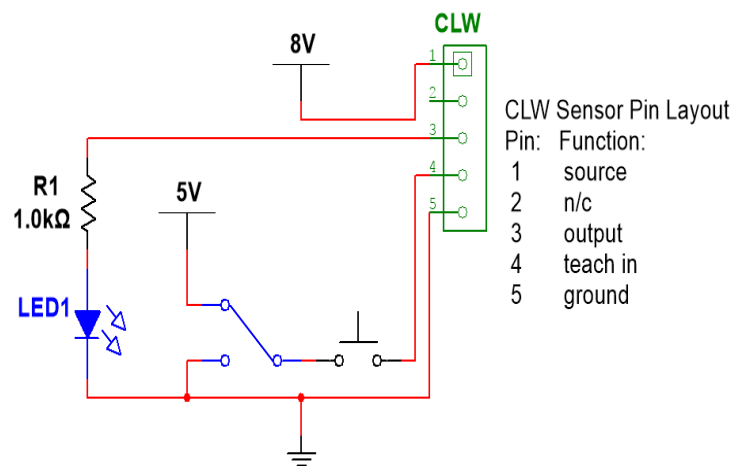 CLW
8V
1
2
3
4
5
CLW Sensor Pin Layout
Pin: Function:
1 source
2 n/c
3 output
4 teach in
5 ground
R1
1.0kΩ
5V
LED1